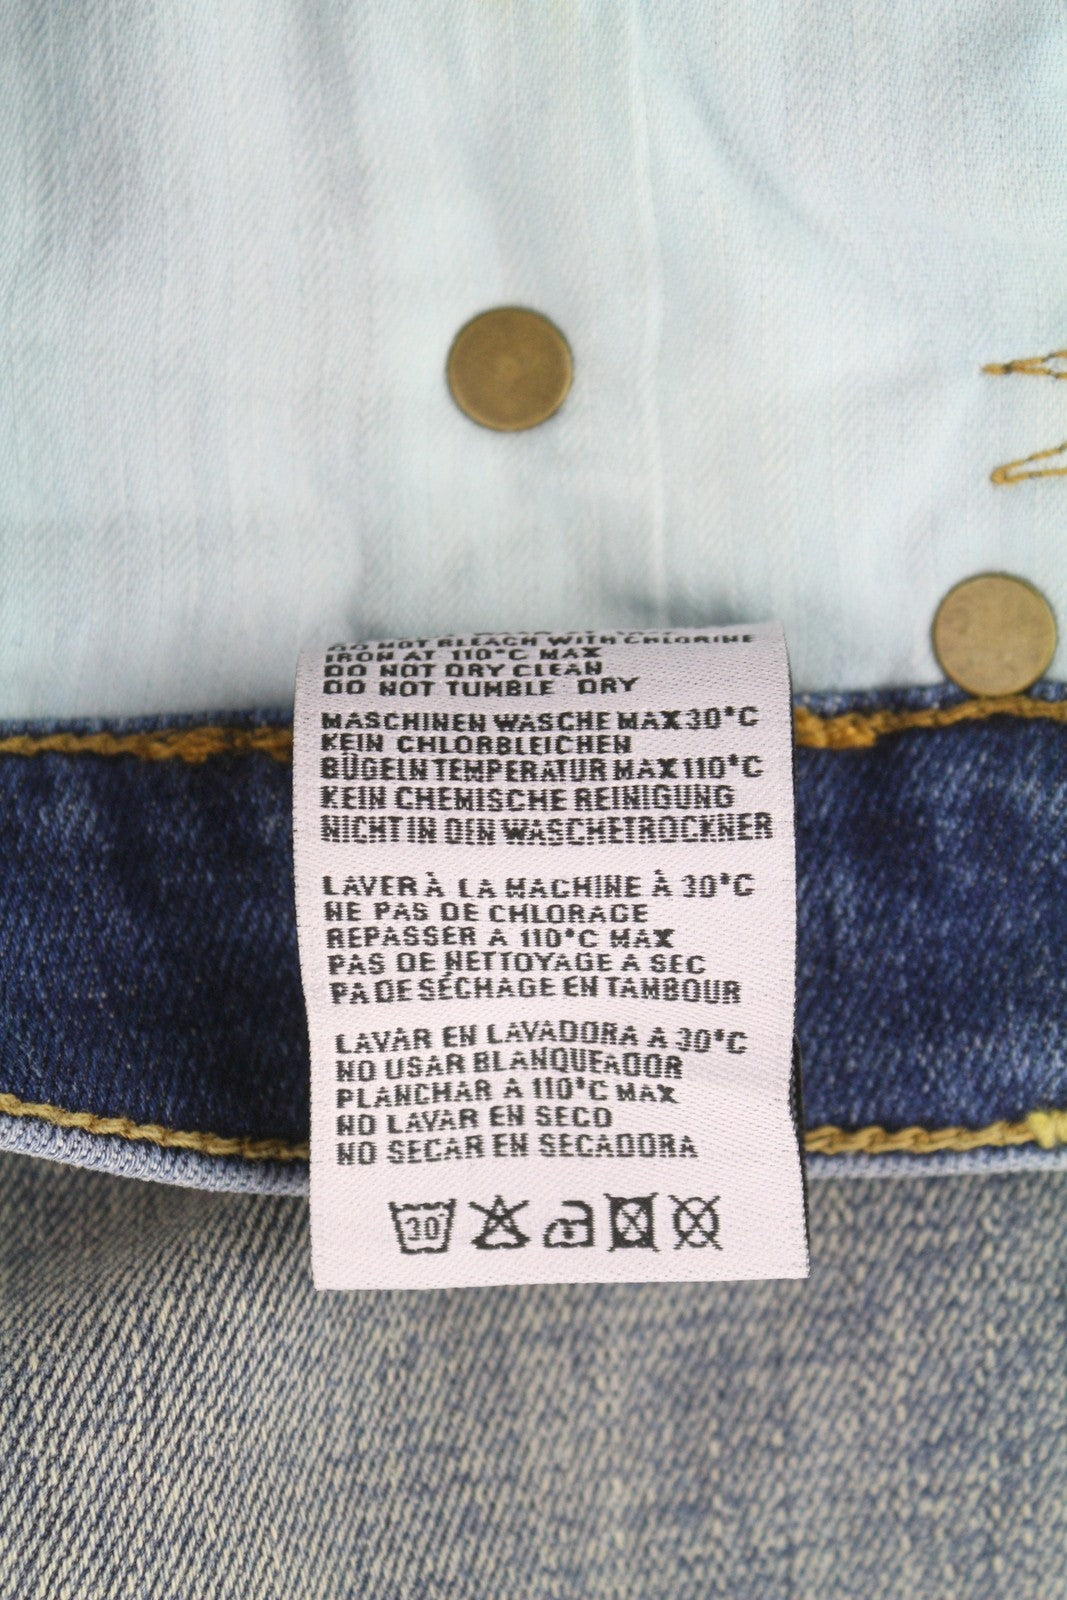 DO NOT BLEACH WITH CHLORINE
IRON AT 110°C MAX
DO NOT DRY CLEAN
DO NOT TUMBLE DRY
MASCHINEN WASCHE MAX 30°C
KEIN CHLORBLEICHEN
BÜGELN TEMPERATUR MAX 110°C
KEIN CHEMISCHE REINIGUNG
NICHT IN DEN WASCHETROCKNER
LAVER À LA MACHINE À 30°C
NE PAS DE CHLORAGE
REPASSER A 110°C MAX
PAS DE NETTOYAGE A SEC
PA DE SÉCHAGE EN TAMBOUR
LAVAR EN LAVADORA A 30°C
NO USAR BLANQUEADOR
PLANCHAR A 110°C MAX
NO LAVAR EN SECO
NO SECAR EN SECADORA
30